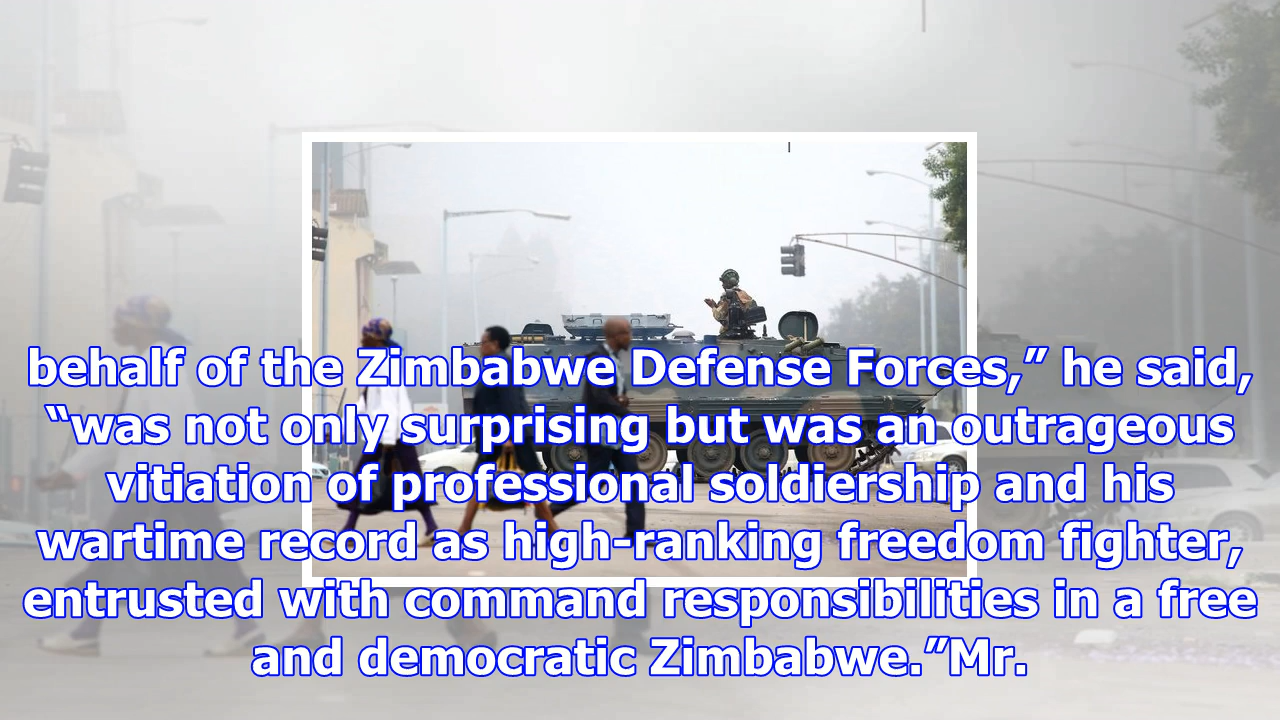 behalf of the Zimbabwe Defense Forces,” he said,
“was not only surprising but was an outrageous
vitiation of professional soldiership and his
wartime record as high-ranking freedom fighter,
entrusted with command responsibilities in a free
and democratic Zimbabwe.”Mr.